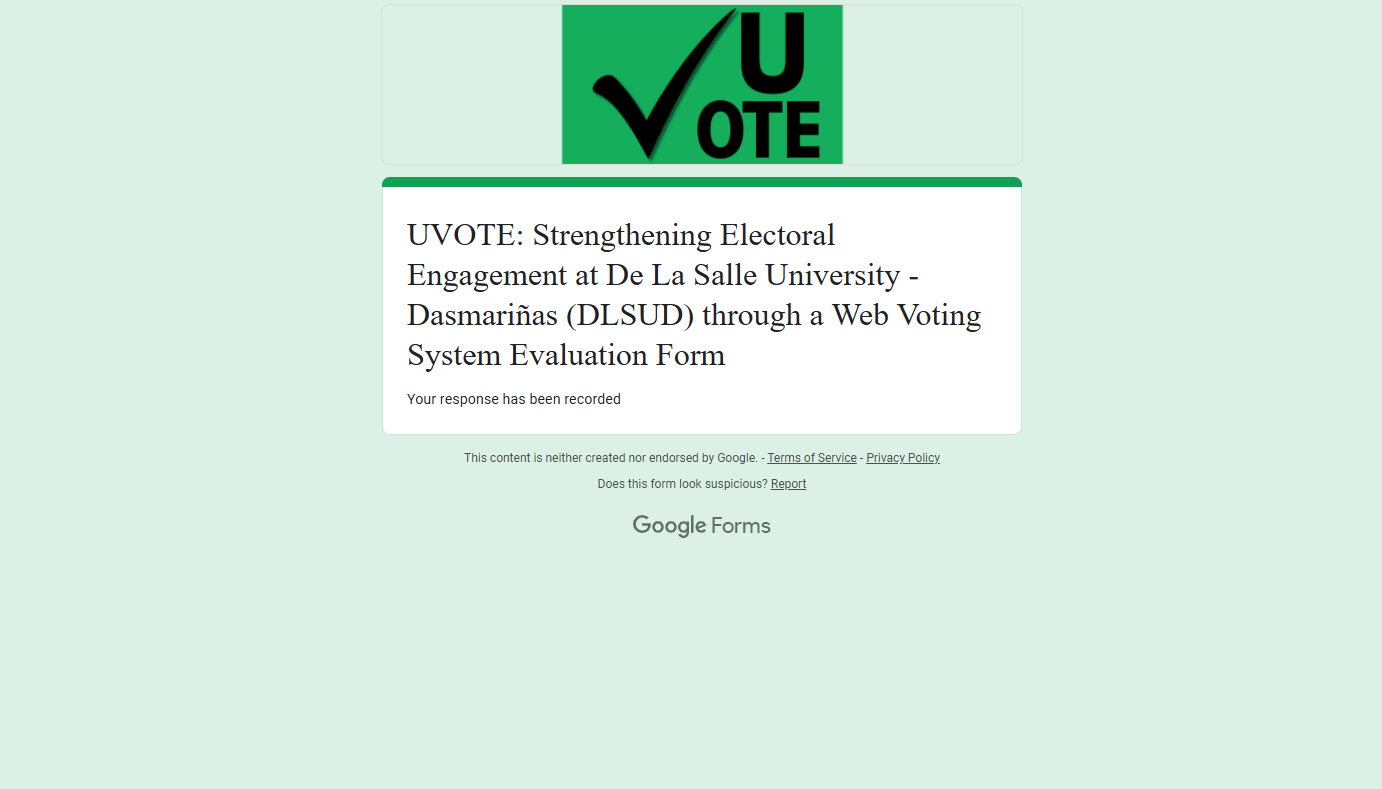 U
OTE
UVOTE: Strengthening Electoral
Engagement at De La Salle University -
Dasmariñas (DLSUD) through a Web Voting
System Evaluation Form
Your response has been recorded
This content is neither created nor endorsed by Google. - Terms of Service - Privacy Policy
Does this form look suspicious? Report
Google Forms